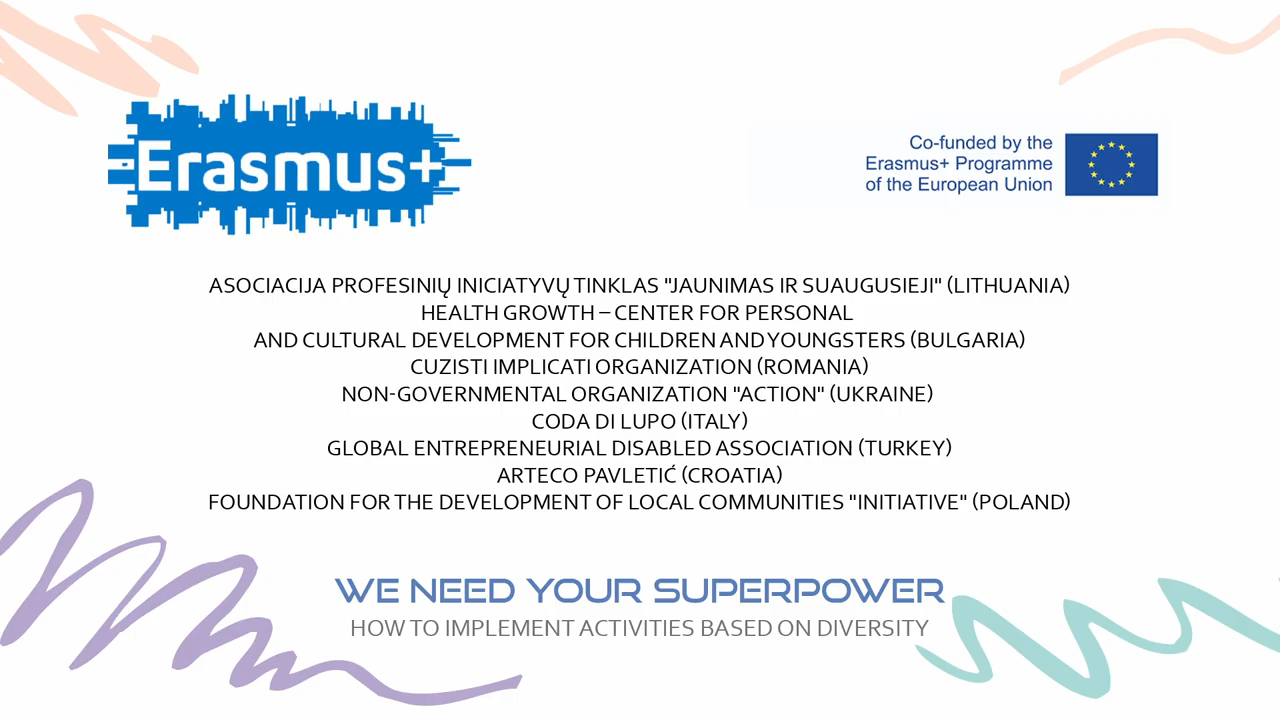 Erasmus+
Co-funded by the
Erasmus+ Programme
of the European Union
ASOCIACIJA PROFESINIŲ INICIATYVŲ TINKLAS "JAUNIMAS IR SUAUGUSIEJI" (LITHUANIA)
HEALTH GROWTH – CENTER FOR PERSONAL
AND CULTURAL DEVELOPMENT FOR CHILDREN AND YOUNGSTERS (BULGARIA)
CUZISTI IMPLICATI ORGANIZATION (ROMANIA)
NON-GOVERNMENTAL ORGANIZATION "ACTION" (UKRAINE)
CODA DI LUPO (ITALY)
GLOBAL ENTREPRENEURIAL DISABLED ASSOCIATION (TURKEY)
ARTECO PAVLETIĆ (CROATIA)
FOUNDATION FOR THE DEVELOPMENT OF LOCAL COMMUNITIES "INITIATIVE" (POLAND)
WE NEED YOUR SUPERPOWER
HOW TO IMPLEMENT ACTIVITIES BASED ON DIVERSITY